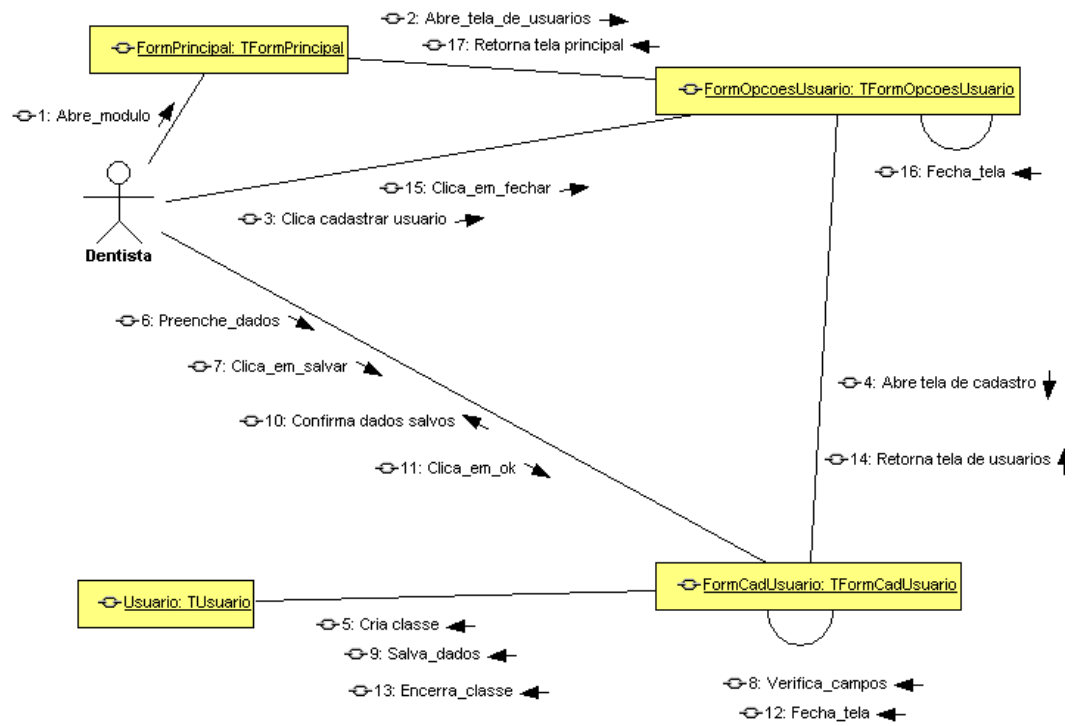 2: Abre_tela_de_usuarios
17: Retorna tela principal
FormPrincipal: TFormPrincipal
FormOpcoesUsuario: TFormOpcoesUsuario
1: Abre_modulo
16: Fecha_tela
15: Clica_em_fechar
3: Clica cadastrar usuario
Dentista
6: Preenche_dados
7: Clica_em_salvar
4: Abre tela de cadastro
10: Confirma dados salvos
14: Retorna tela de usuarios
11: Clica_em_ok
FormCadUsuario: TFormCadUsuario
Usuario: TUsuario
5: Cria classe
9: Salva_dados
13: Encerra_classe
8: Verifica_campos
12: Fecha_tela